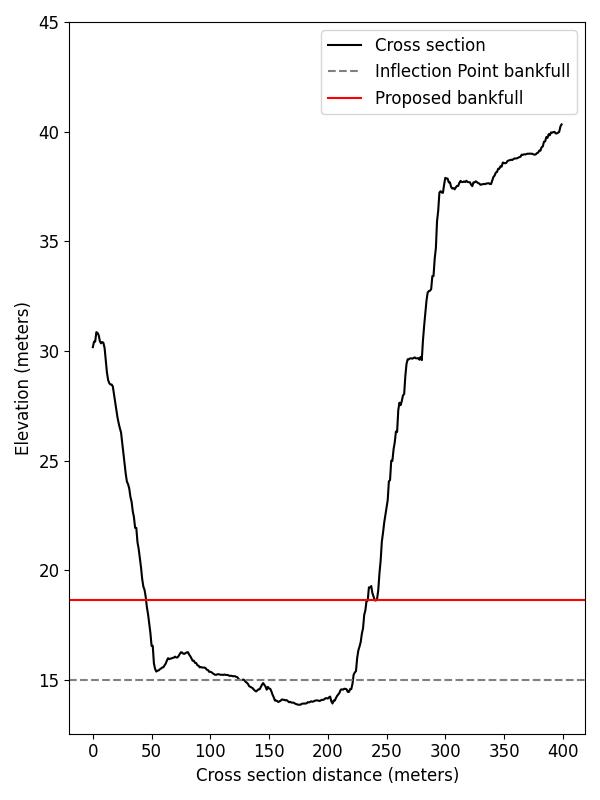 Cross section
Inflection Point bankfull
Proposed bankfull
45
40
35
30
25
20
15
Elevation (meters)
0 50 100 150 200 250 300 350 400
Cross section distance (meters)